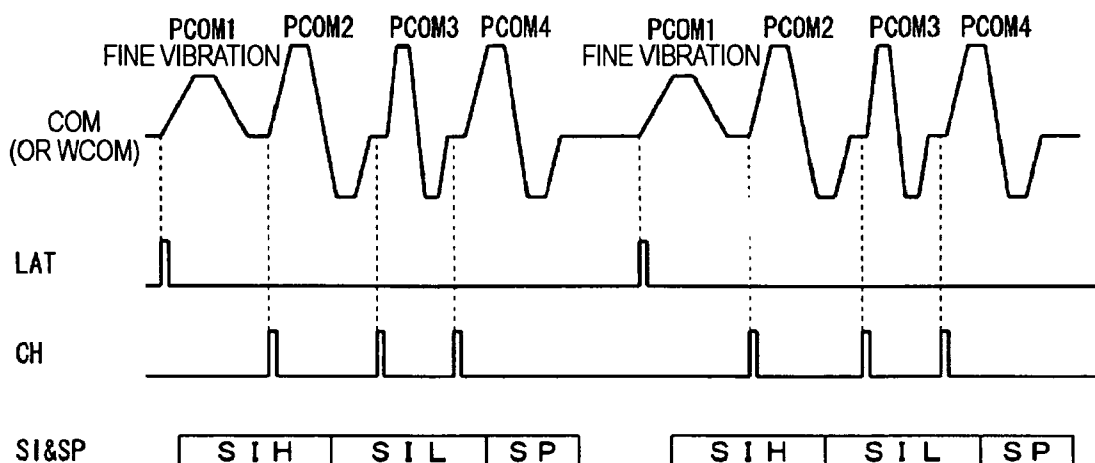 PCOM1 PCOM2 PCOM3 PCOM4 PCOM1 PCOM2 PCOM3 PCOM4
FINE VIBRATION FINE VIBRATION
COM
(OR WCOM)
LAT
CH
SI&SP SIH SIL SP SIH SIL SP